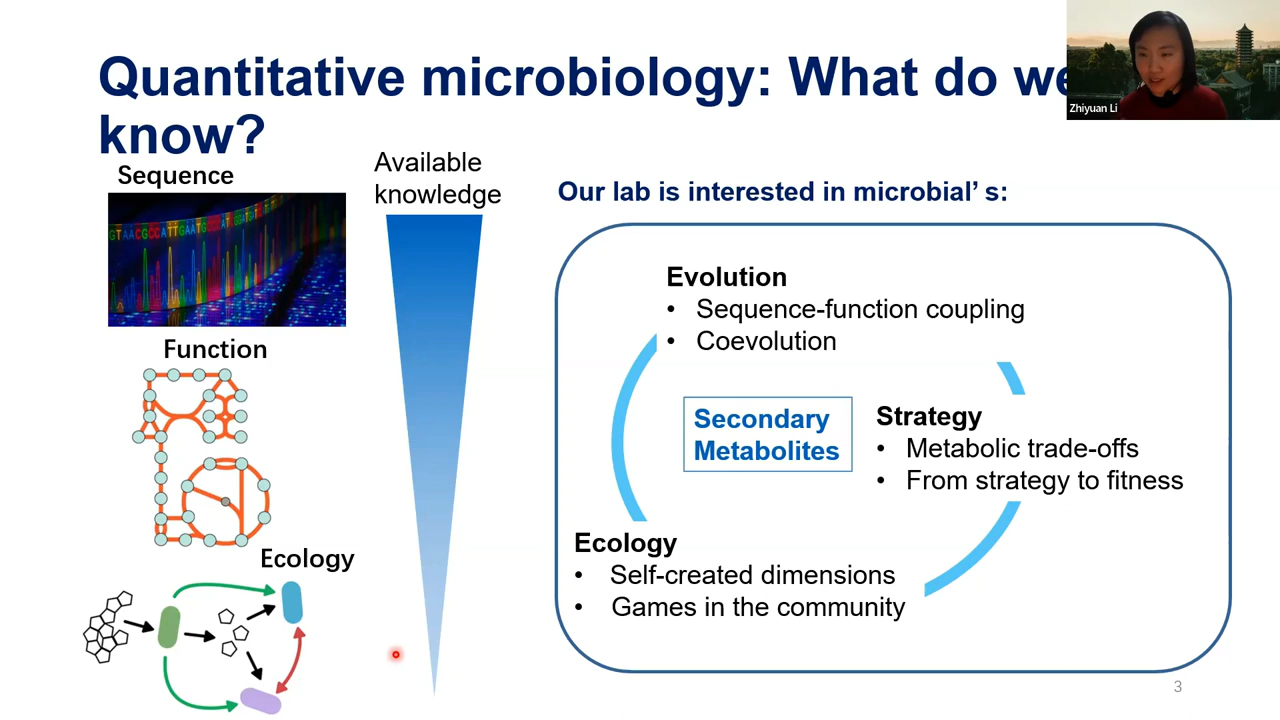 Quantitative microbiology: What do we
know?
Zhiyuan Li
Sequence
GTAACGCCATTGAATG
Function
Ecology
Available
knowledge
Our lab is interested in microbial’ s:
Evolution
• Sequence-function coupling
• Coevolution
Secondary
Metabolites
Strategy
• Metabolic trade-offs
• From strategy to fitness
Ecology
• Self-created dimensions
• Games in the community
3